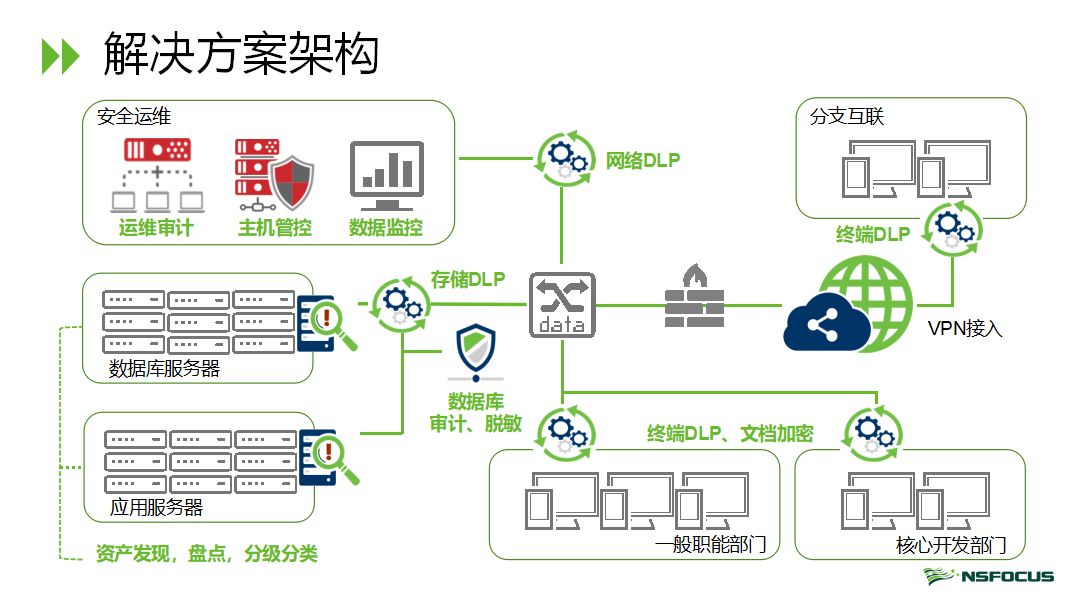 解决方案架构
安全运维
运维审计
主机管控
数据监控
网络DLP
分支互联
终端DLP
存储DLP
data
VPN接入
数据库服务器
数据库
审计、脱敏
应用服务器
终端DLP、文档加密
一般职能部门
核心开发部门
资产发现，盘点，分级分类
NSFOCUS